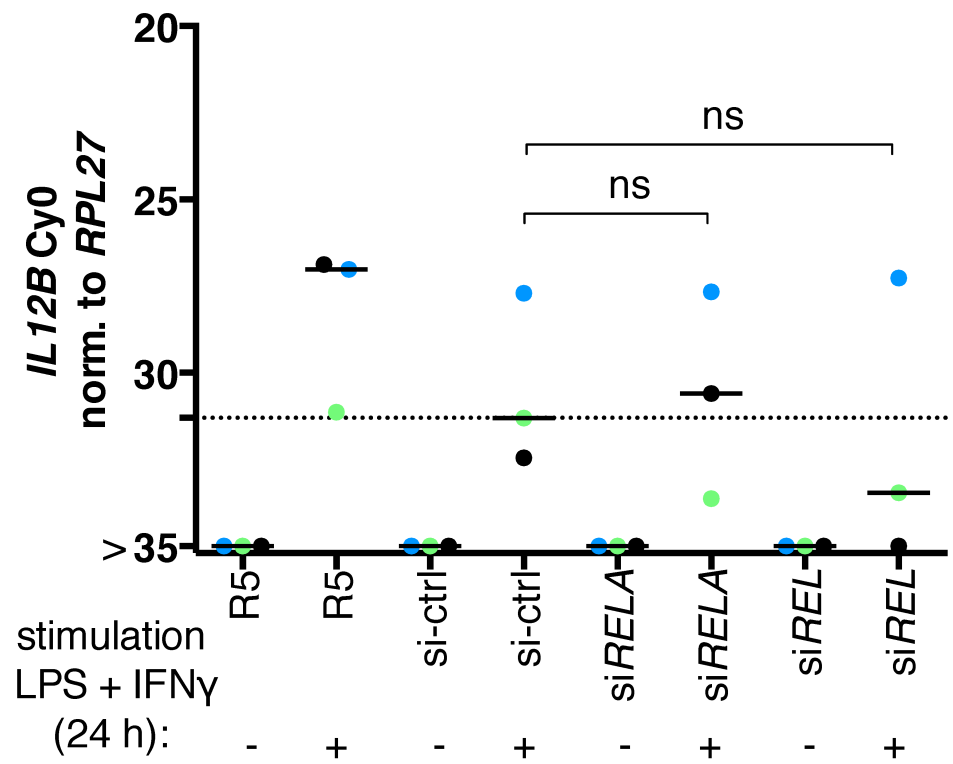 20
ns
ns
25
IL12B Cy0
norm. to RPL27
30
> 35
R5
R5
si-ctrl
si-ctrl
siRELA
siRELA
siREL
siREL
stimulation
LPS + IFNγ
(24 h):
- + - + - + - +